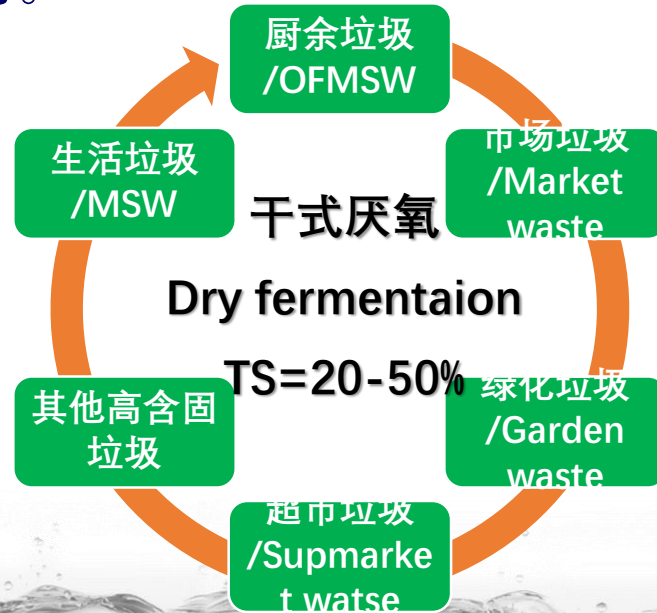 。
厨余垃圾
/OFMSW
市场垃圾
/Market
waste
绿化垃圾
/Garden
waste
超市垃圾
/Supmarke
t watse
其他高含固
垃圾
生活垃圾
/MSW
干式厌氧
Dry fermentaion
TS=20-50%